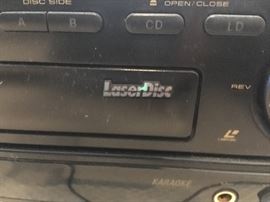 DISC SIDE
OPEN/CLOSE
A B CD LD
LaserDisc
REV
KARAOKE